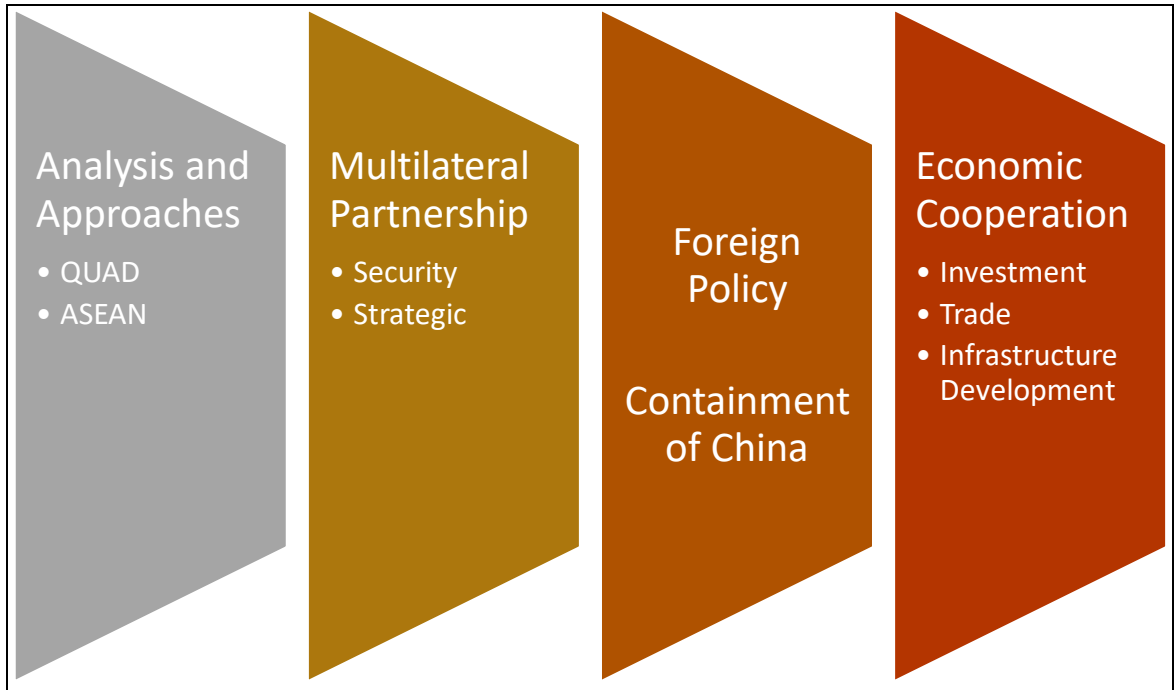 Analysis and
Approaches
• QUAD
• ASEAN
Multilateral
Partnership
• Security
• Strategic
Foreign
Policy
Containment
of China
Economic
Cooperation
• Investment
• Trade
• Infrastructure
Development